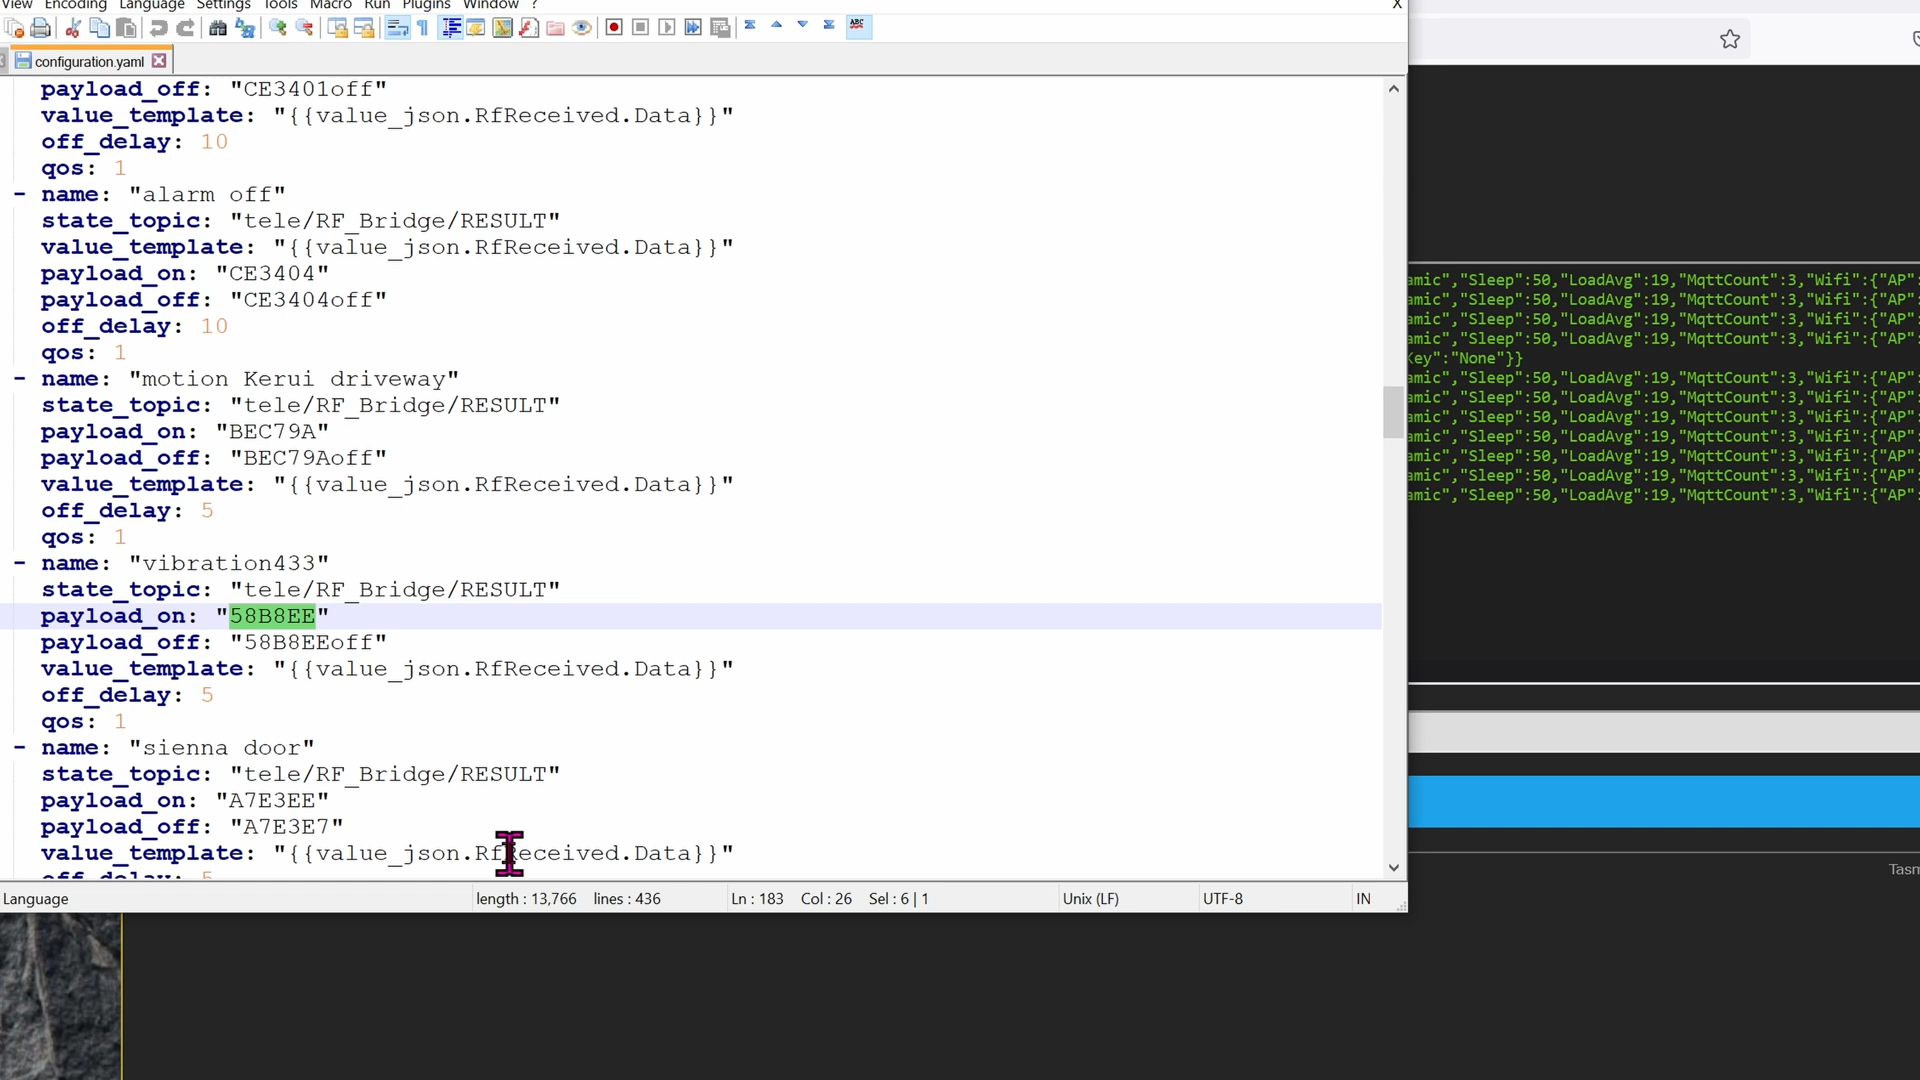 View Encoding Language Settings Tools Macro Run Plugins Window ?
X
configuration.yaml
payload_off: "CE3401off"
value_template: "{{value_json.RfReceived.Data}}"
off_delay: 10
qos: 1
- name: "alarm off"
state_topic: "tele/RF_Bridge/RESULT"
value_template: "{{value_json.RfReceived.Data}}"
payload_on: "CE3404"
payload_off: "CE3404off"
off_delay: 10
qos: 1
- name: "motion Kerui driveway"
state_topic: "tele/RF_Bridge/RESULT"
payload_on: "BEC79A"
payload_off: "BEC79Aoff"
value_template: "{{value_json.RfReceived.Data}}"
off_delay: 5
qos: 1
- name: "vibration433"
state_topic: "tele/RF_Bridge/RESULT"
payload_on: "58B8EE"
payload_off: "58B8EEoff"
value_template: "{{value_json.RfReceived.Data}}"
off_delay: 5
qos: 1
- name: "sienna door"
state_topic: "tele/RF_Bridge/RESULT"
payload_on: "A7E3EE"
payload_off: "A7E3E7"
value_template: "{{value_json.RfReceived.Data}}"
off_delay: 5
Language length : 13,766 lines : 436 Ln : 183 Col : 26 Sel : 6 | 1 Unix (LF) UTF-8 IN
amic","Sleep":50,"LoadAvg":19,"MqttCount":3,"Wifi":{"AP":
amic","Sleep":50,"LoadAvg":19,"MqttCount":3,"Wifi":{"AP":
amic","Sleep":50,"LoadAvg":19,"MqttCount":3,"Wifi":{"AP":
amic","Sleep":50,"LoadAvg":19,"MqttCount":3,"Wifi":{"AP":
Key":"None"}}
amic","Sleep":50,"LoadAvg":19,"MqttCount":3,"Wifi":{"AP":
amic","Sleep":50,"LoadAvg":19,"MqttCount":3,"Wifi":{"AP":
amic","Sleep":50,"LoadAvg":19,"MqttCount":3,"Wifi":{"AP":
amic","Sleep":50,"LoadAvg":19,"MqttCount":3,"Wifi":{"AP":
amic","Sleep":50,"LoadAvg":19,"MqttCount":3,"Wifi":{"AP":
amic","Sleep":50,"LoadAvg":19,"MqttCount":3,"Wifi":{"AP":
amic","Sleep":50,"LoadAvg":19,"MqttCount":3,"Wifi":{"AP":
Tasm